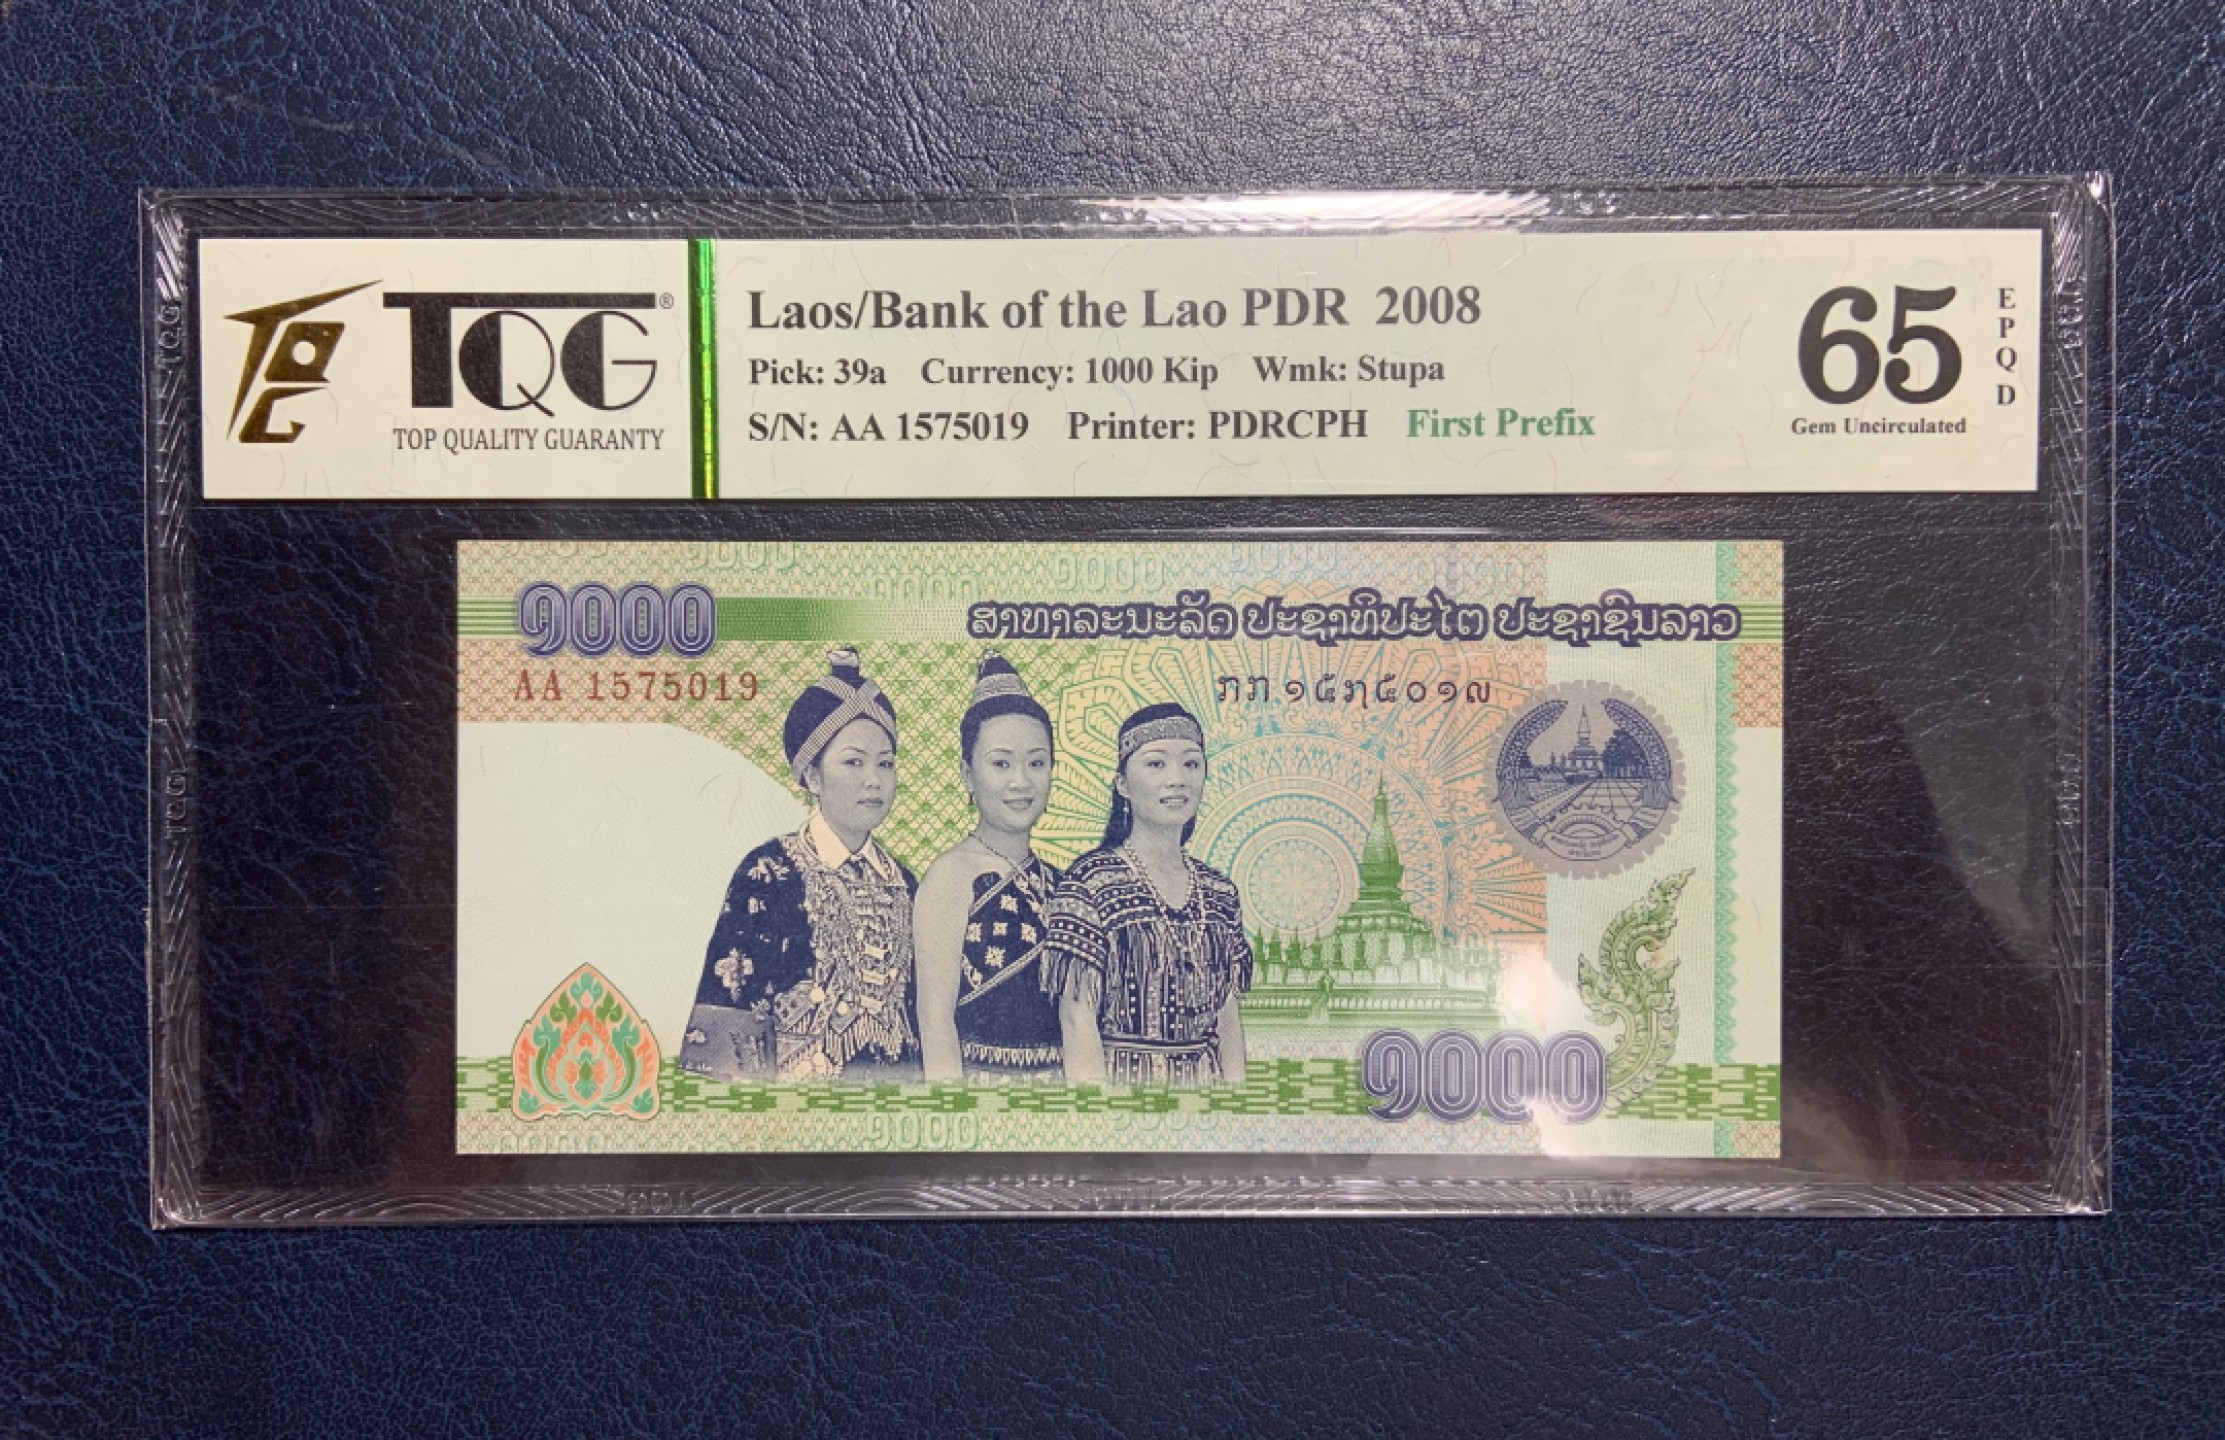 TQG®
TOP QUALITY GUARANTY
Laos/Bank of the Lao PDR 2008
Pick: 39a Currency: 1000 Kip Wmk: Stupa
S/N: AA 1575019 Printer: PDRCPH First Prefix
65
EPQD
Gem Uncirculated
໑໐໐໐
ສາທາລະນະລັດ ປະຊາທິປະໄຕ ປະຊາຊົນລາວ
AA 1575019
ກກ ໑໕໗໕໐໑໙
໑໐໐໐